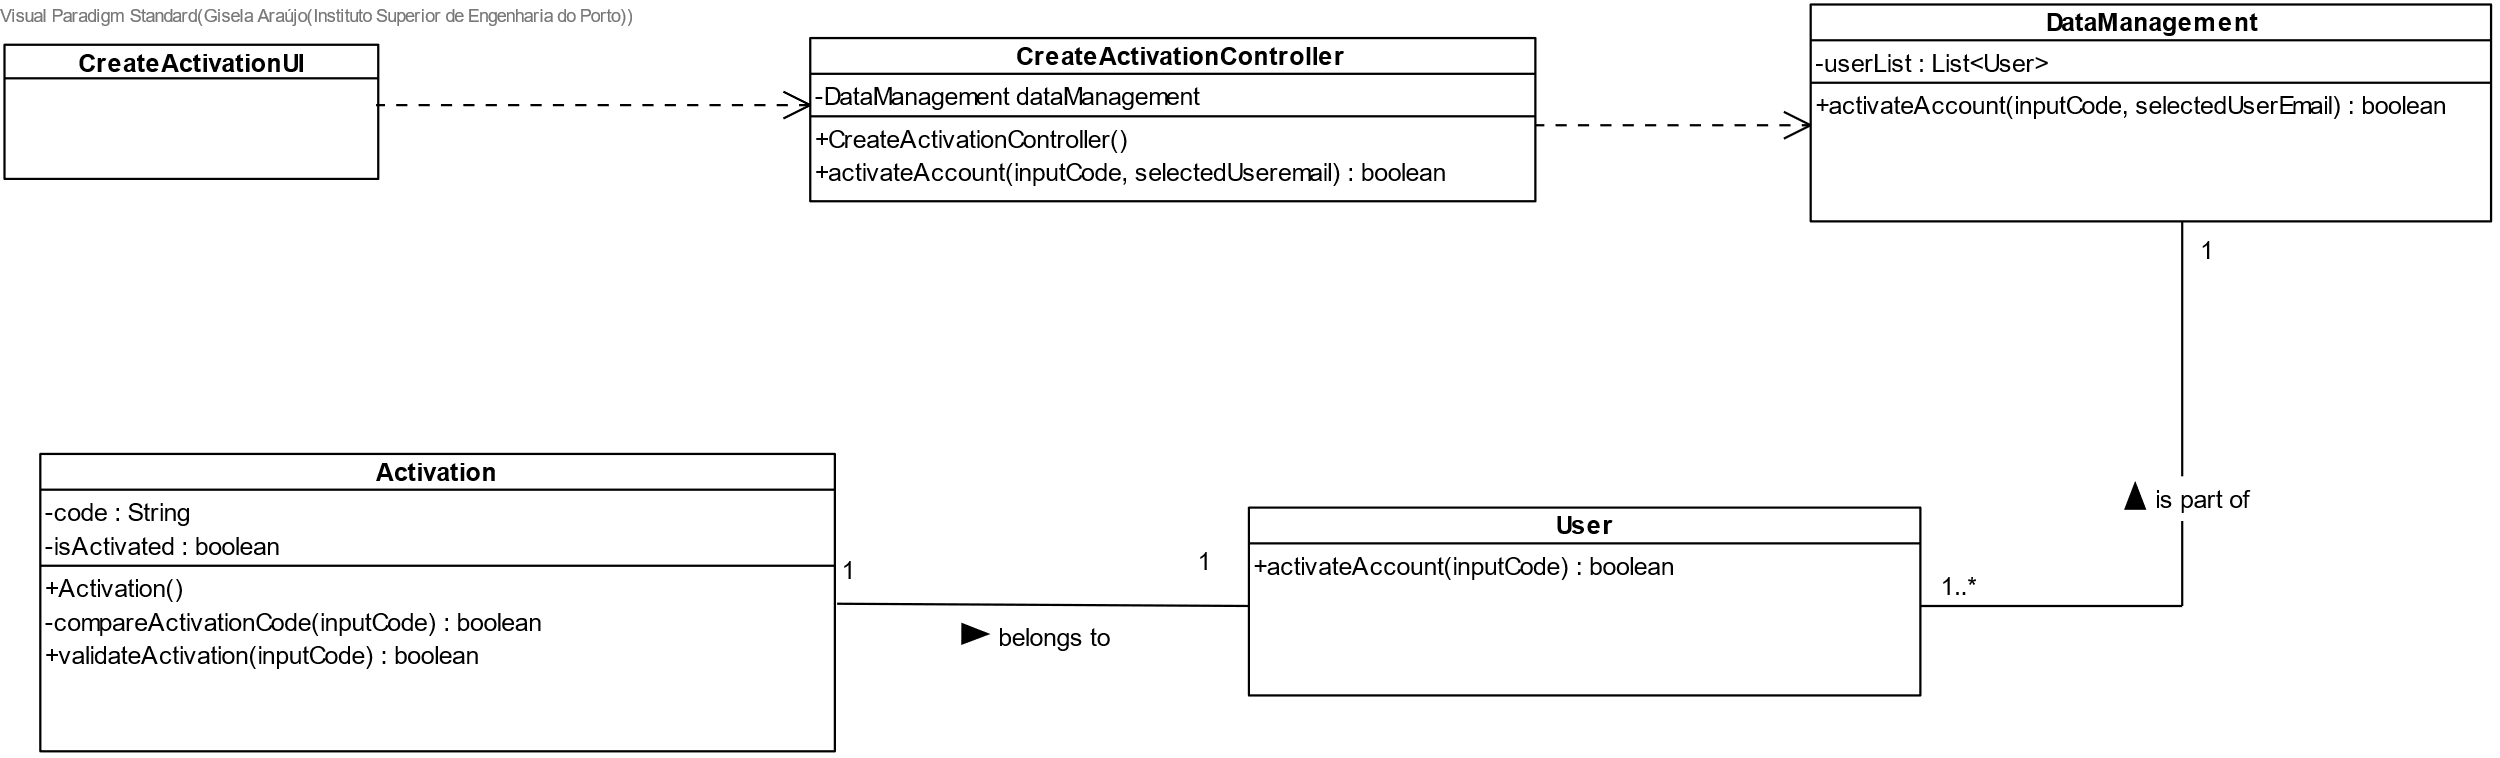 Visual Paradigm Standard(Gisela Araújo(Instituto Superior de Engenharia do Porto))
CreateActivationUI
CreateActivationController
-DataManagement dataManagement
+CreateActivationController()
+activateAccount(inputCode, selectedUseremail) : boolean
DataManagement
-userList : List<User>
+activateAccount(inputCode, selectedUserEmail) : boolean
1
is part of
1..*
Activation
-code : String
-isActivated : boolean
+Activation()
-compareActivationCode(inputCode) : boolean
+validateActivation(inputCode) : boolean
1
1
belongs to
User
+activateAccount(inputCode) : boolean